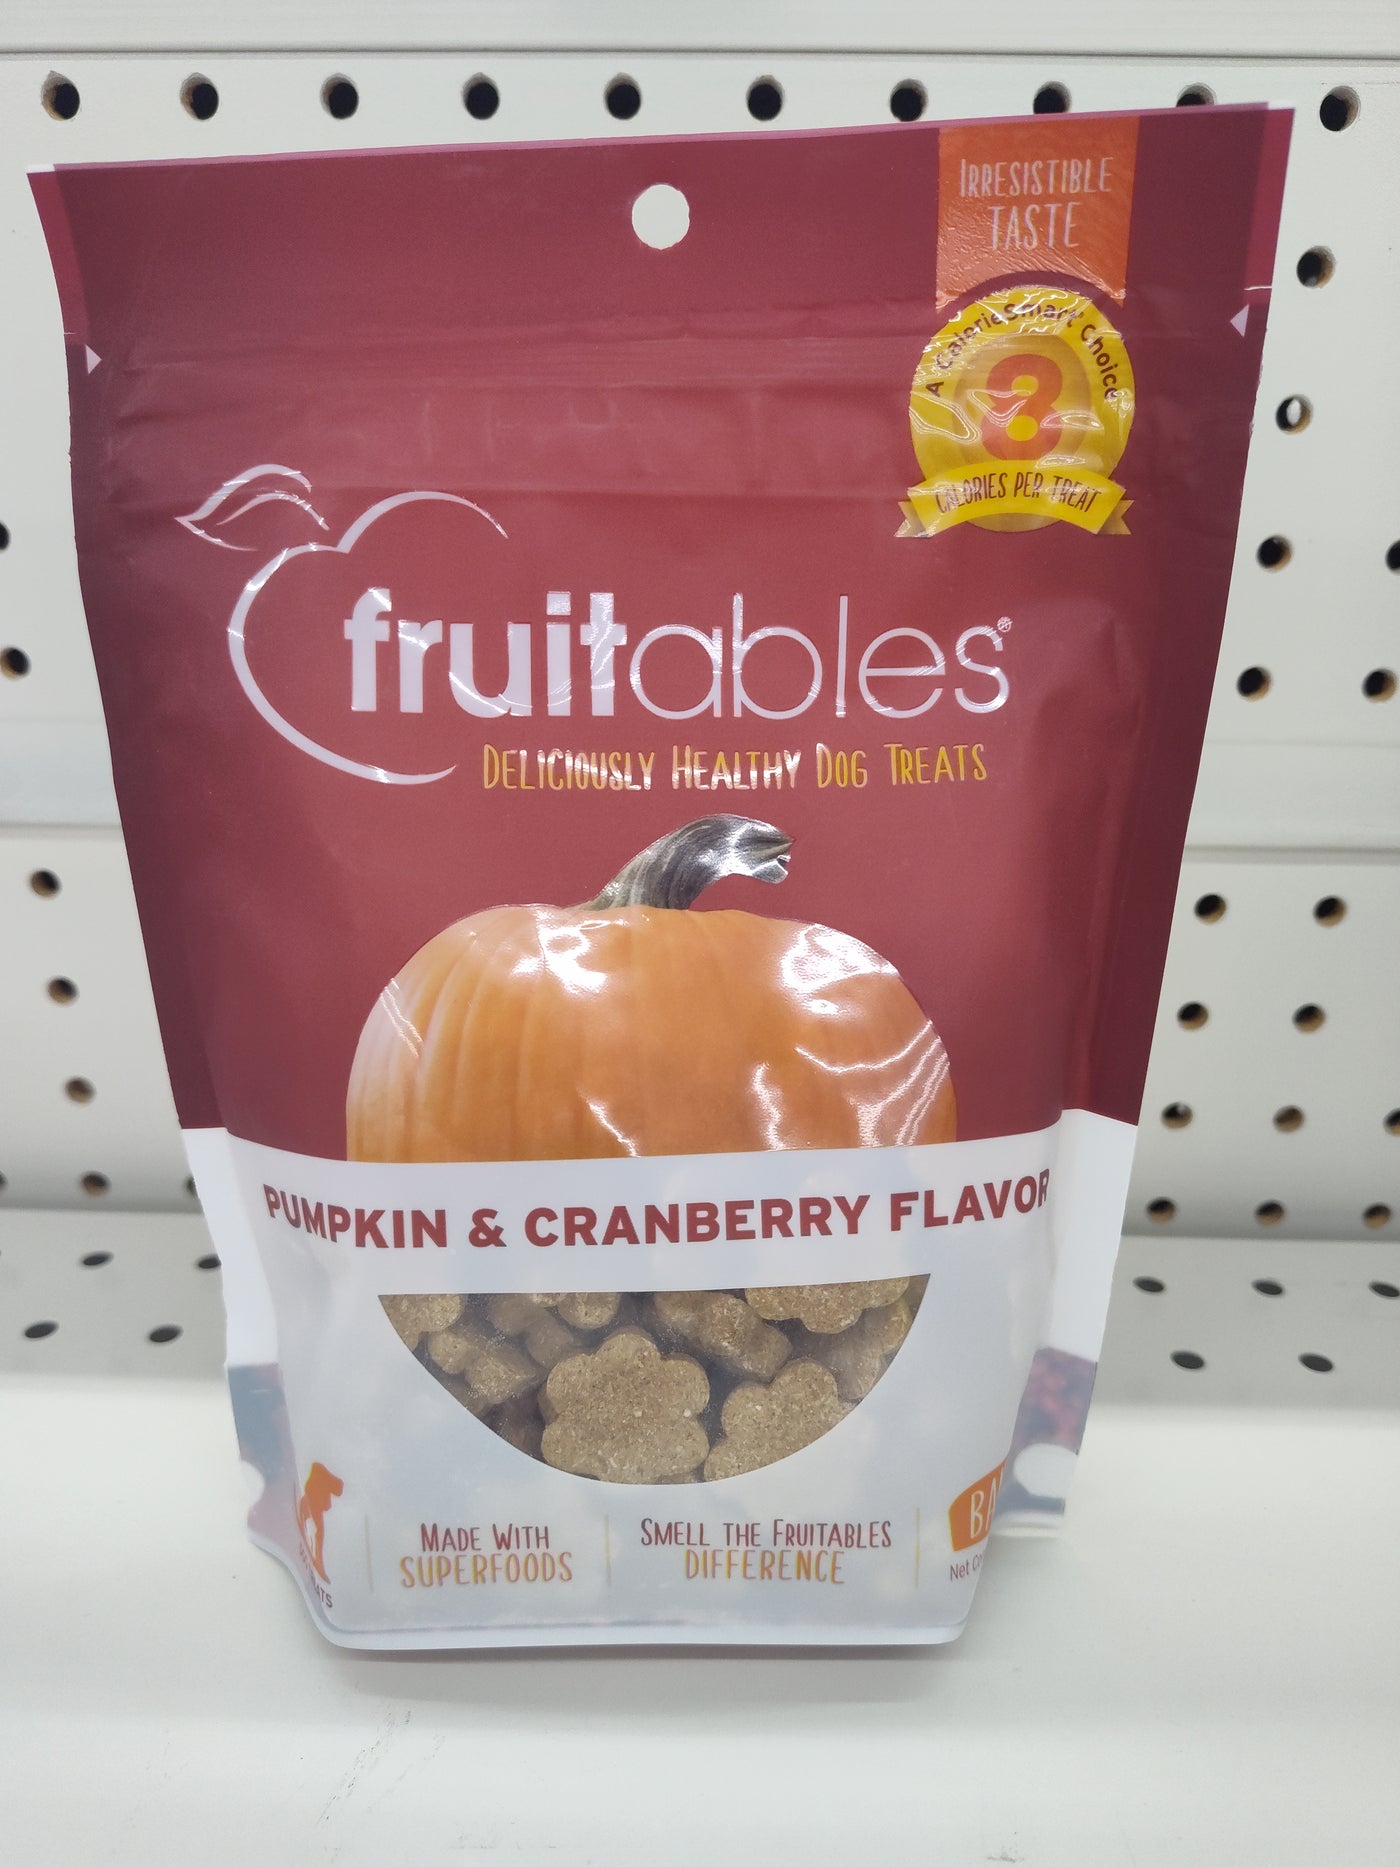 IRRESISTIBLE
TASTE
A CalorieSmart® Choice
8
CALORIES PER TREAT
fruitables®
DELICIOUSLY HEALTHY DOG TREATS
PUMPKIN & CRANBERRY FLAVOR
MADE WITH
SUPERFOODS
SMELL THE FRUITABLES
DIFFERENCE
Net